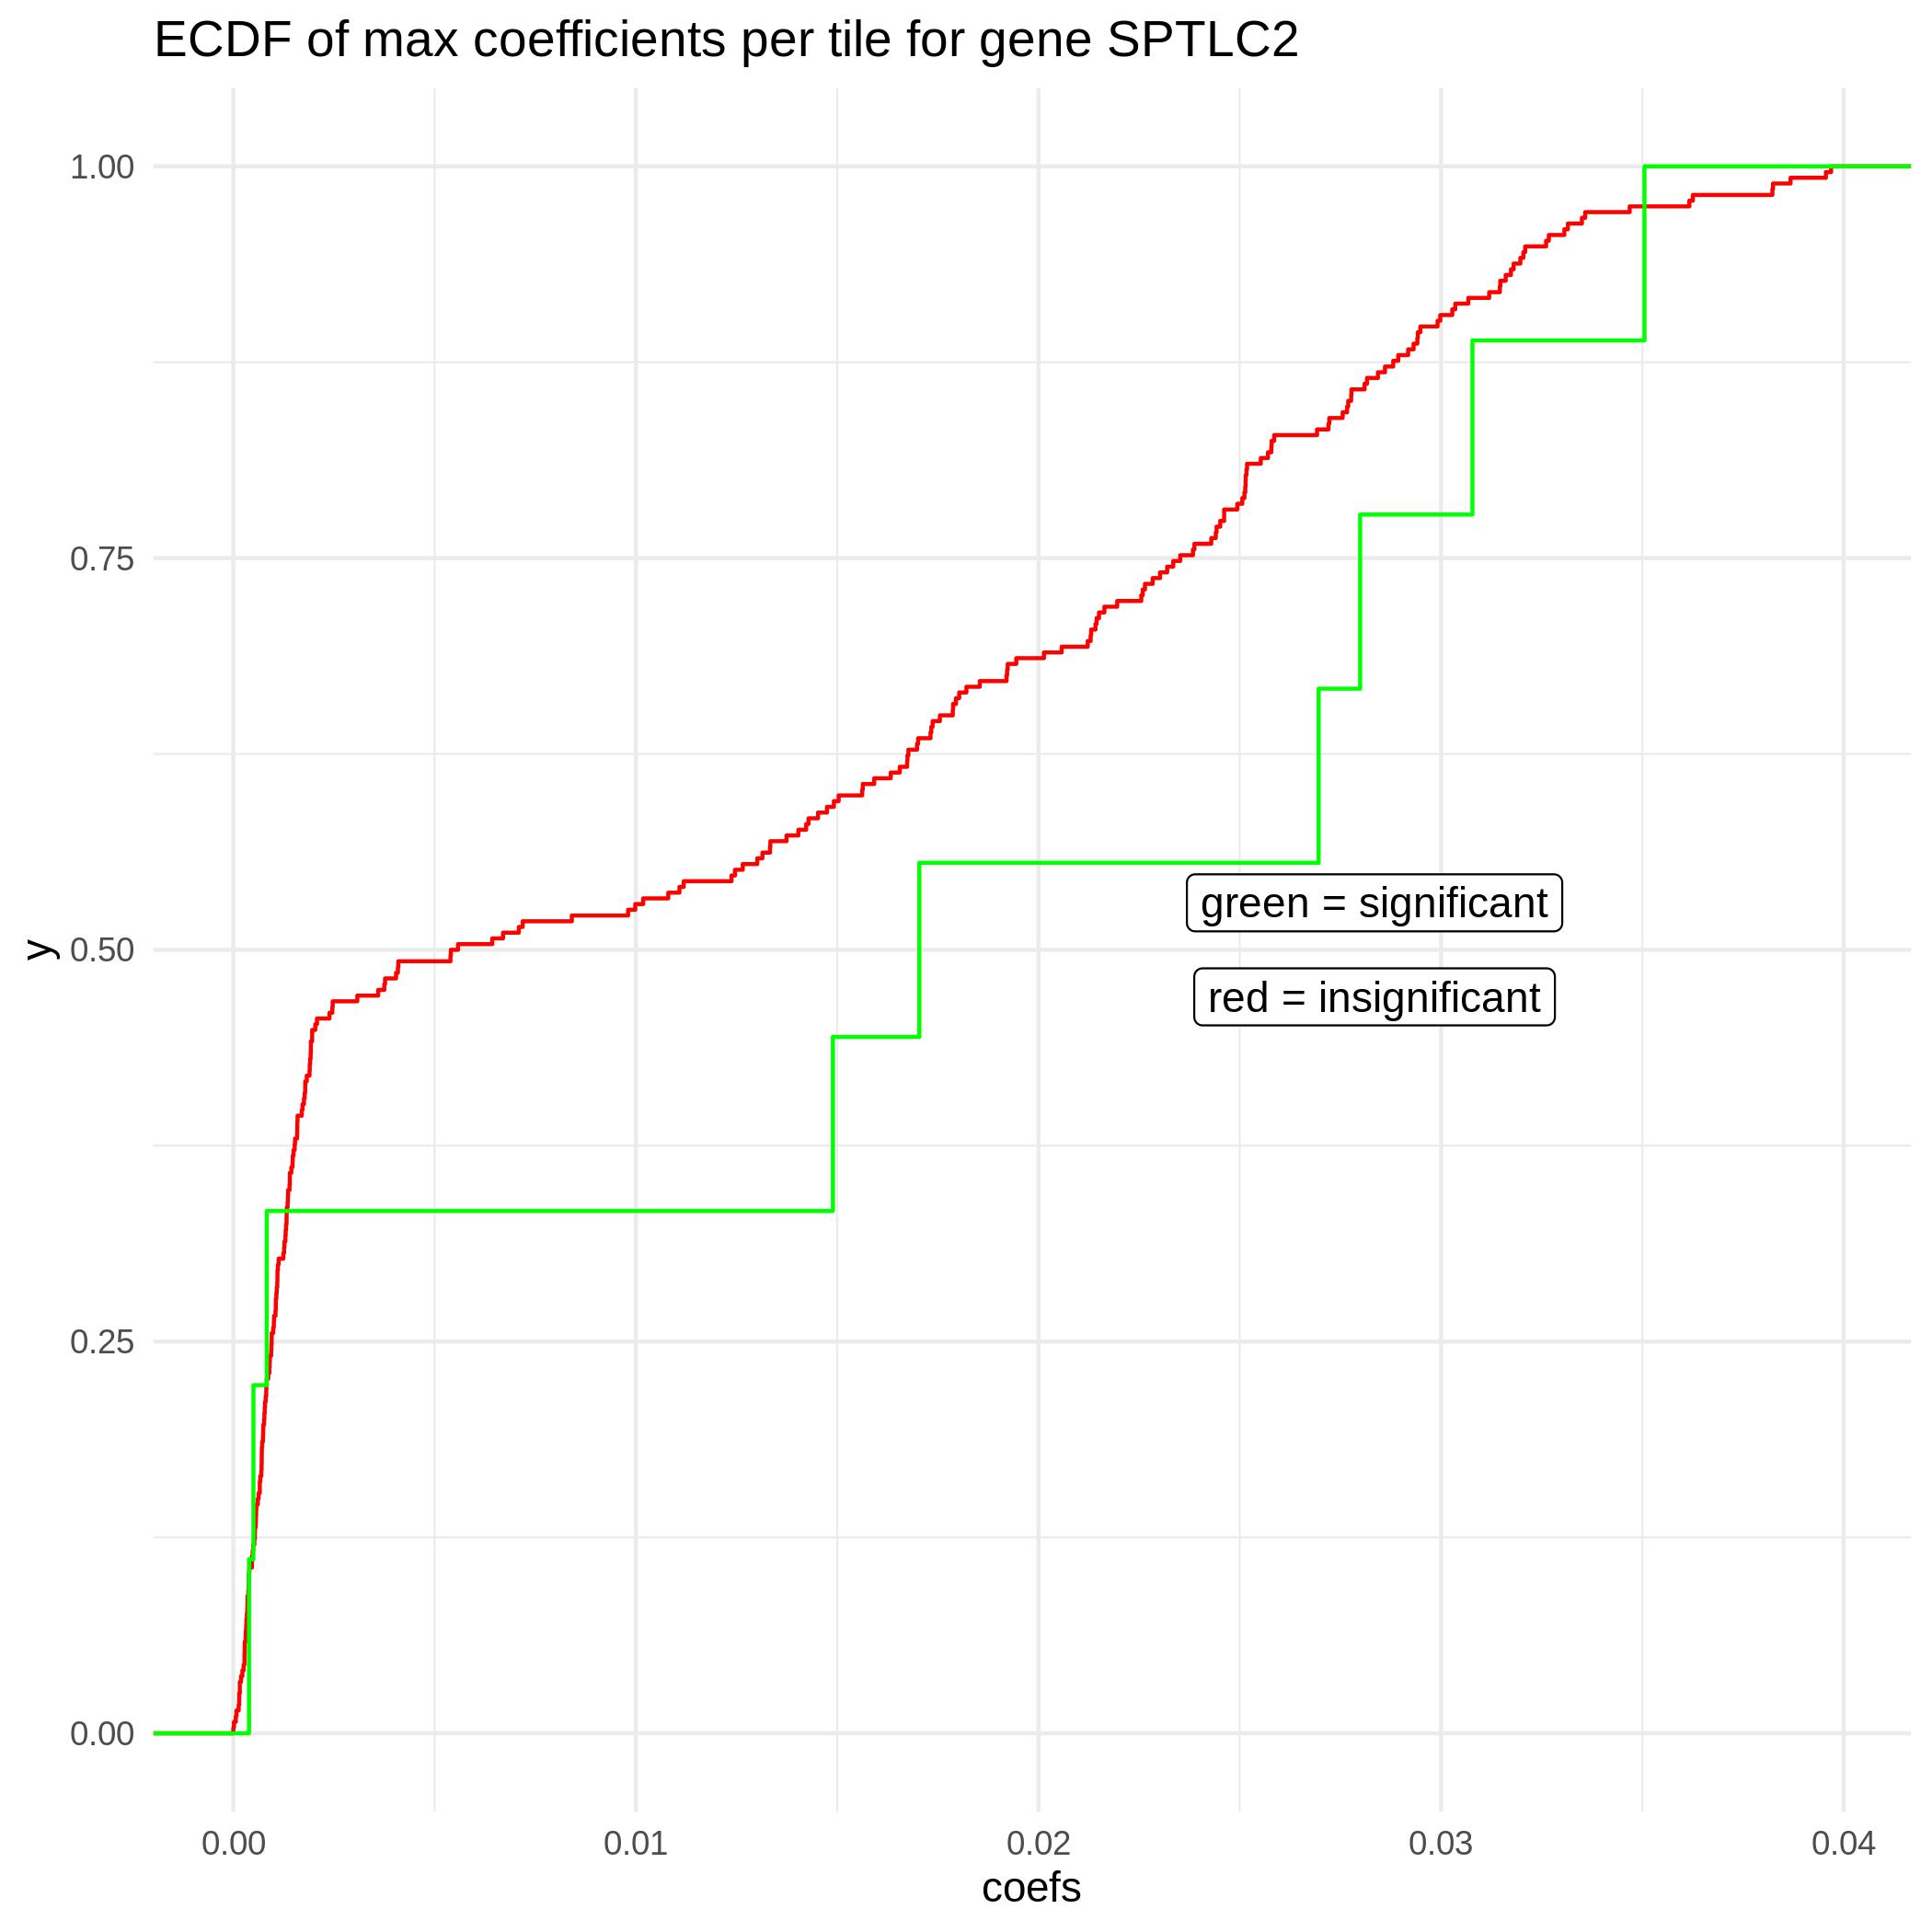 ECDF of max coefficients per tile for gene SPTLC2
1.00
0.75
0.50
0.25
0.00
y
green = significant
red = insignificant
0.00 0.01 0.02 0.03 0.04
coefs